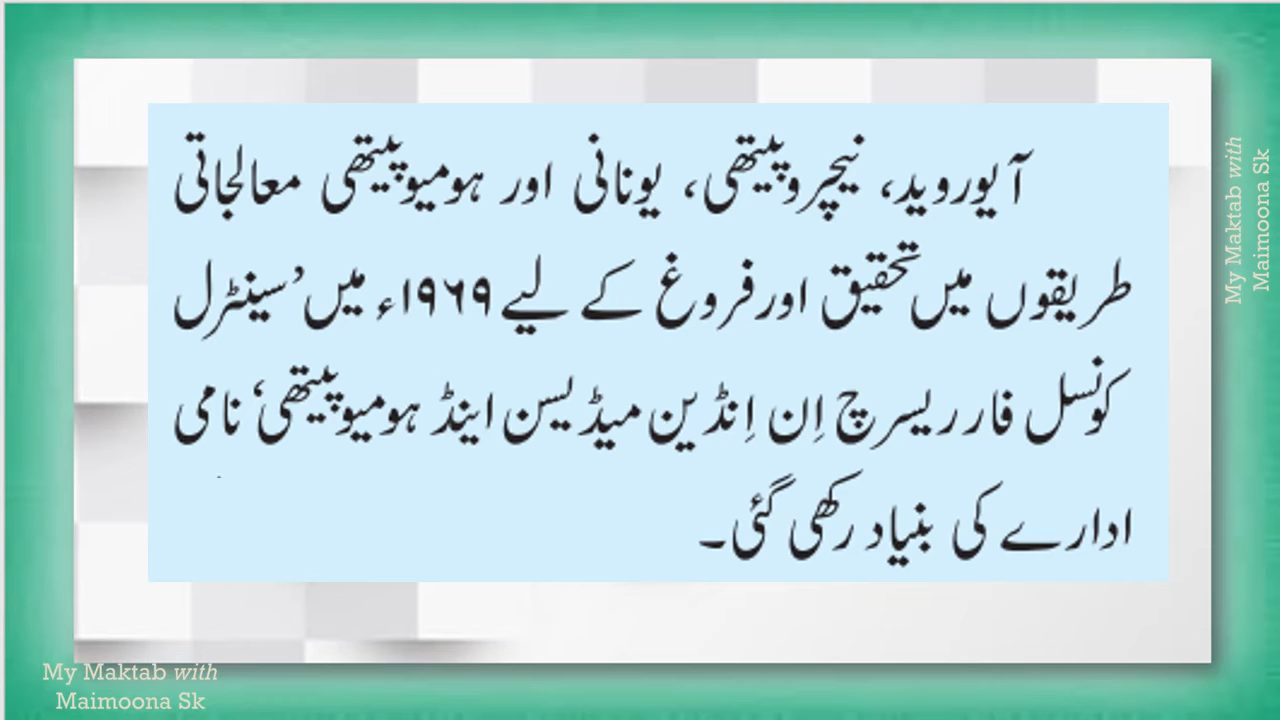 آیوروید، نیچروپیتھی، یونانی اور ہومیوپیتھی معالجاتی
طریقوں میں تحقیق اور فروغ کے لیے ۱۹۶۹ء میں ’سینٹرل
کونسل فار ریسرچ اِن اِنڈین میڈیسن اینڈ ہومیوپیتھی‘ نامی
ادارے کی بنیاد رکھی گئی۔
My Maktab with
Maimoona Sk
My Maktab with
Maimoona Sk